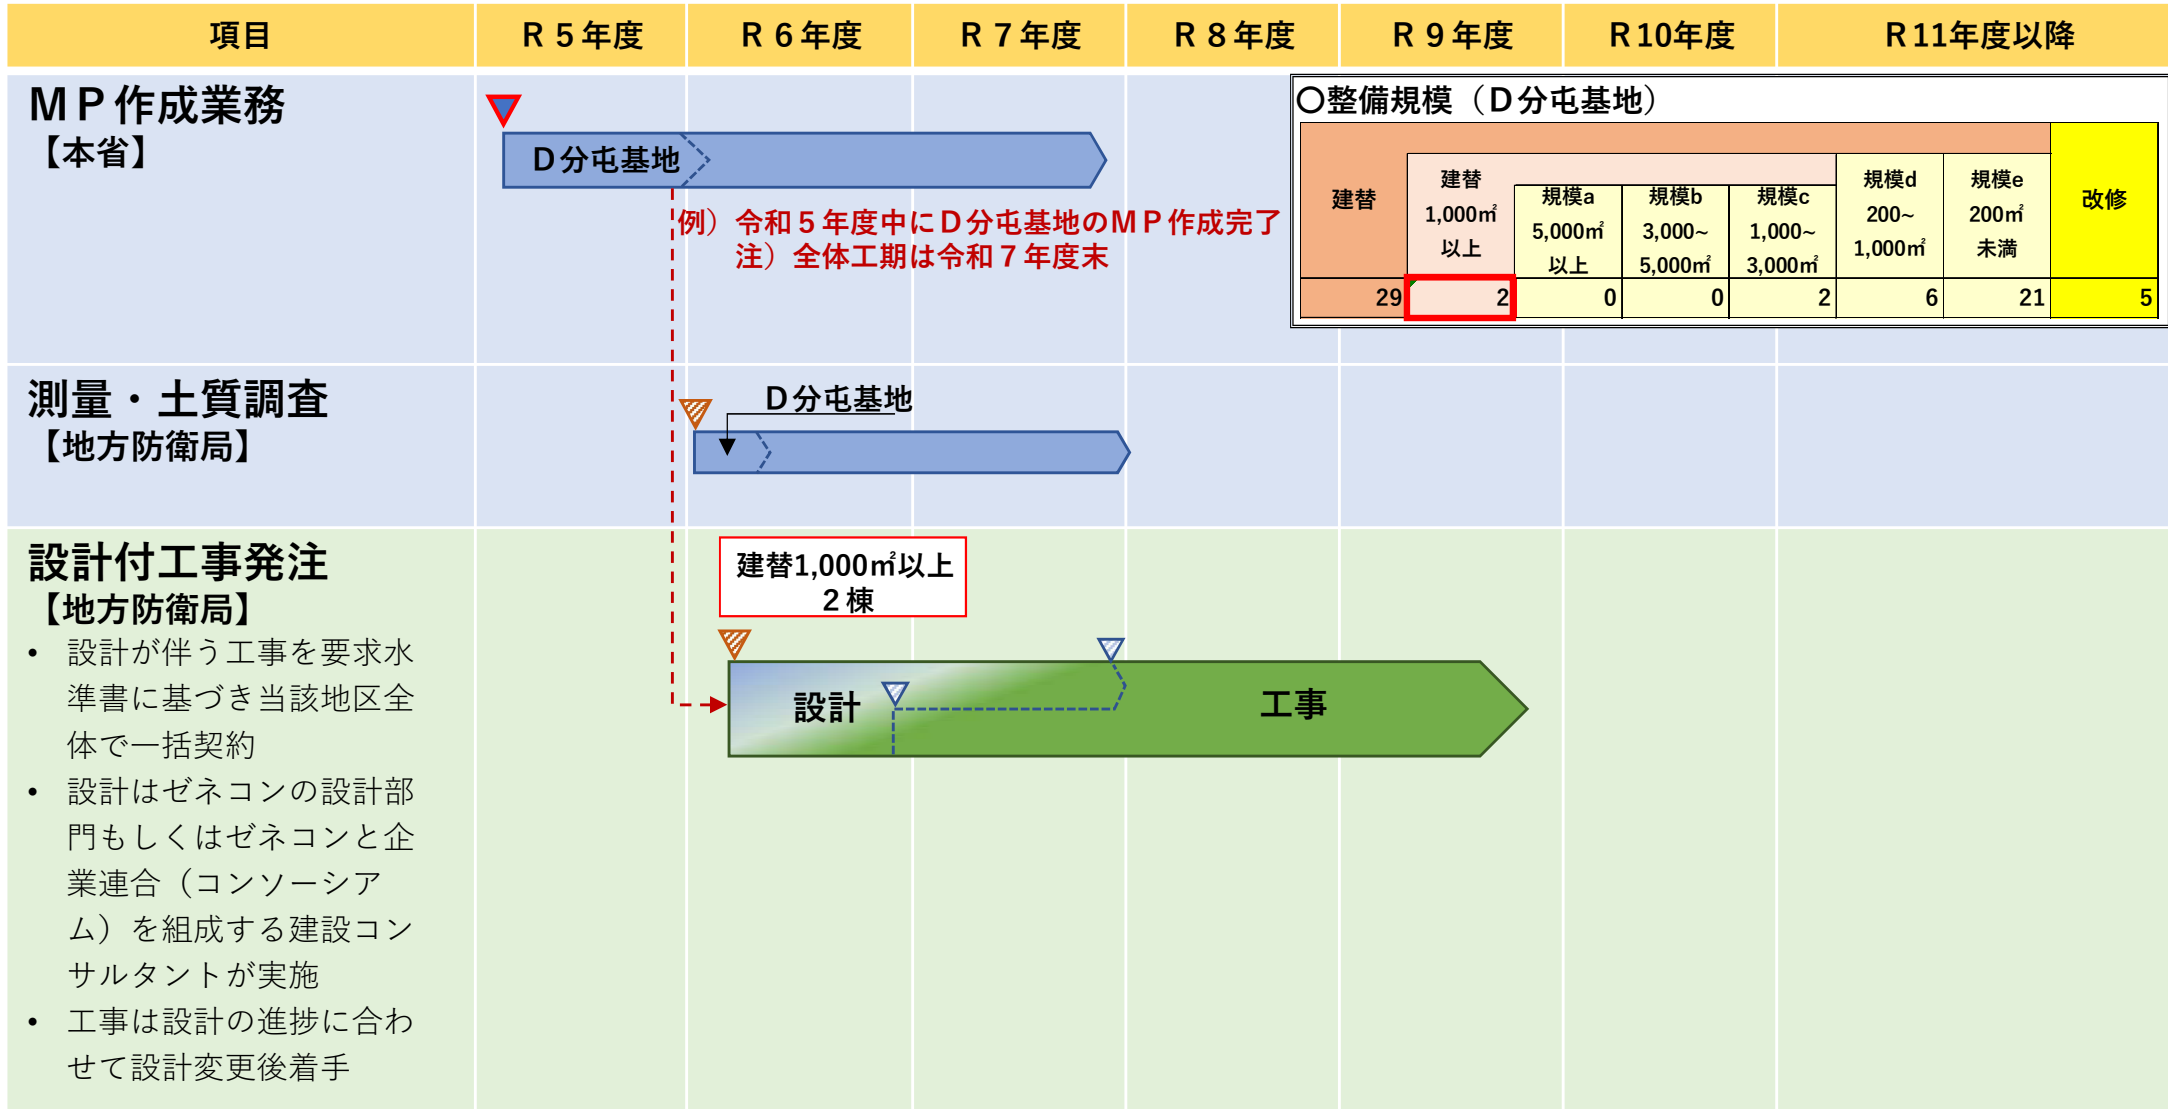 項目
R５年度
R６年度
R７年度
R８年度
R９年度
R10年度
R11年度以降
ＭＰ作成業務
【本省】
Ｄ分屯基地
例）令和５年度中にＤ分屯基地のＭＰ作成完了
注）全体工期は令和７年度末
〇整備規模（Ｄ分屯基地）
建替
建替
1,000㎡
以上
規模a
5,000㎡
以上
規模b
3,000~
5,000㎡
規模c
1,000~
3,000㎡
規模d
200~
1,000㎡
規模e
200㎡
未満
改修
29
2
0
0
2
6
21
5
測量・土質調査
【地方防衛局】
Ｄ分屯基地
設計付工事発注
【地方防衛局】
• 設計が伴う工事を要求水
準書に基づき当該地区全
体で一括契約
• 設計はゼネコンの設計部
門もしくはゼネコンと企
業連合（コンソーシア
ム）を組成する建設コン
サルタントが実施
• 工事は設計の進捗に合わ
せて設計変更後着手
建替1,000㎡以上
２棟
設計
工事